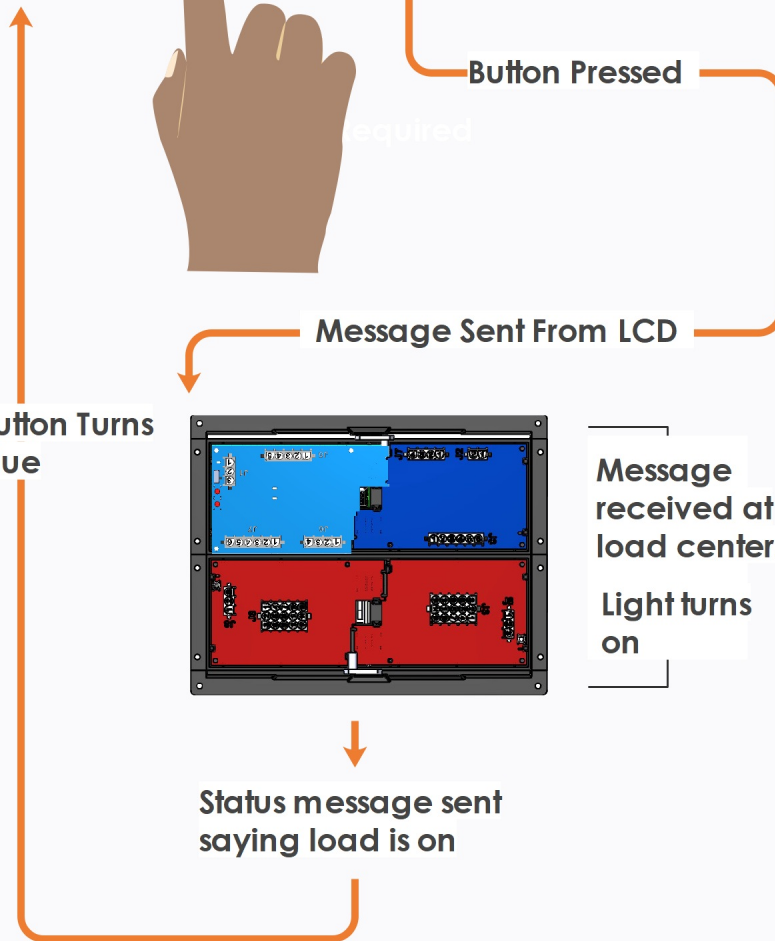 Button Pressed
equired
Message Sent From LCD
utton Turns
ue
Message
received at
load center
Light turns
on
Status message sent
saying load is on